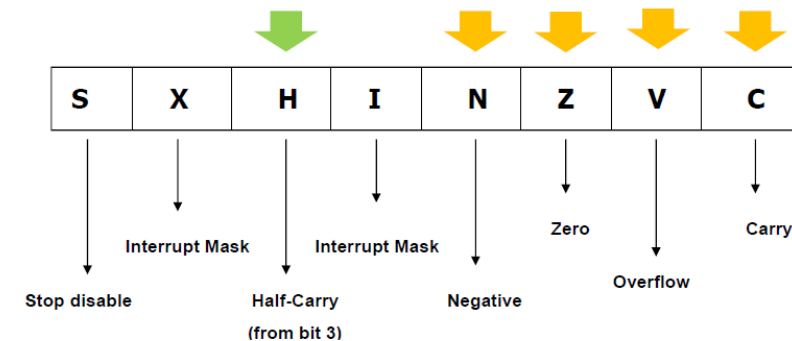 S X H I N Z V C
Zero Carry
Interrupt Mask Interrupt Mask
Overflow
Stop disable Half-Carry Negative
(from bit 3)